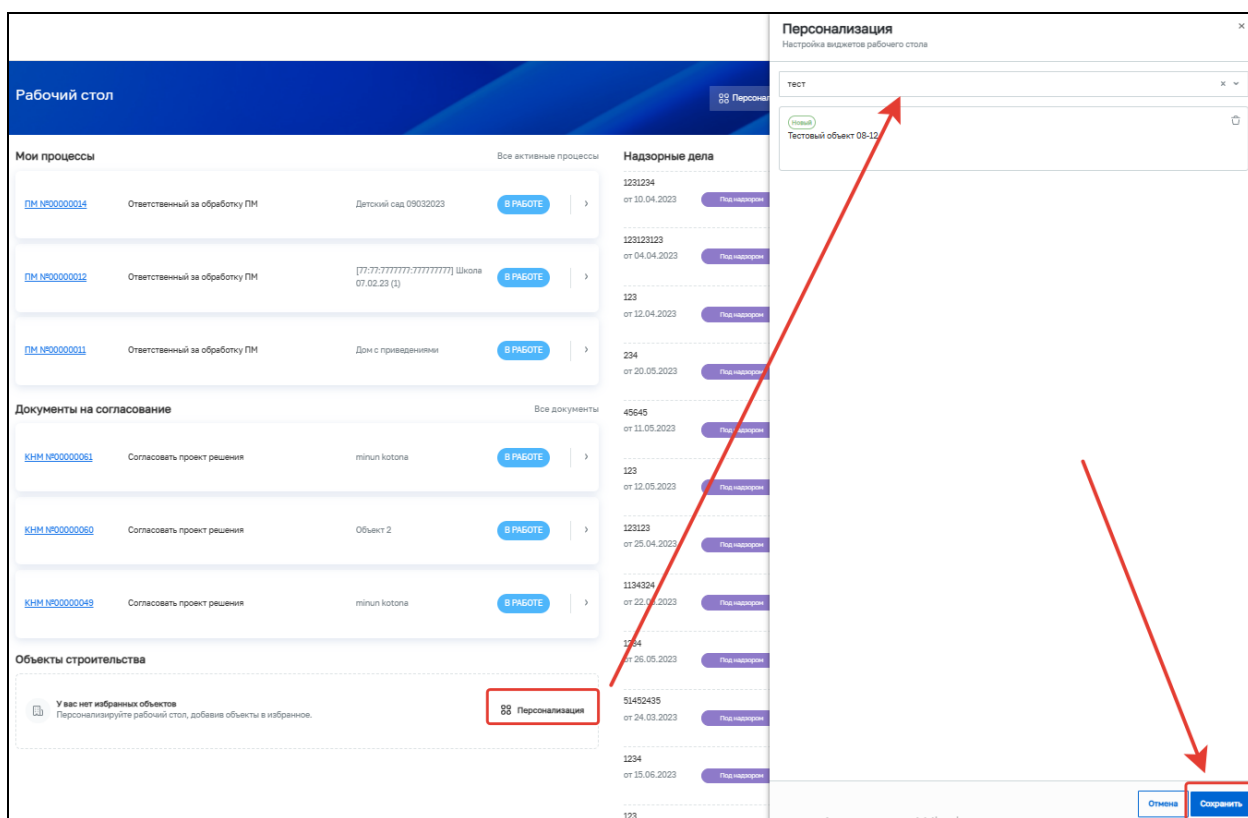 Рабочий стол
Персонал
Мои процессы
Все активные процессы
ПМ №00000014
Ответственный за обработку ПМ
Детский сад 09032023
В РАБОТЕ
ПМ №00000012
Ответственный за обработку ПМ
[77:77:7777777:777777777] Школа
07.02.23 (1)
В РАБОТЕ
ПМ №00000011
Ответственный за обработку ПМ
Дом с приведениями
В РАБОТЕ
Документы на согласование
Все документы
КНМ №00000061
Согласовать проект решения
minun kotona
В РАБОТЕ
КНМ №00000060
Согласовать проект решения
Объект 2
В РАБОТЕ
КНМ №00000049
Согласовать проект решения
minun kotona
В РАБОТЕ
Объекты строительства
У вас нет избранных объектов
Персонализируйте рабочий стол, добавив объекты в избранное.
Персонализация
Надзорные дела
1231234
от 10.04.2023
Под надзором
123123123
от 04.04.2023
Под надзором
123
от 12.04.2023
Под надзором
234
от 20.05.2023
Под надзором
45645
от 11.05.2023
Под надзором
123
от 12.05.2023
Под надзором
123123
от 25.04.2023
Под надзором
1134324
Под надзором
1234
от 26.05.2023
Под надзором
51452435
от 24.03.2023
Под надзором
1234
от 15.06.2023
Под надзором
123
Персонализация
Настройка виджетов рабочего стола
тест
Новый
Тестовый объект 08-12
Отмена
Сохранить